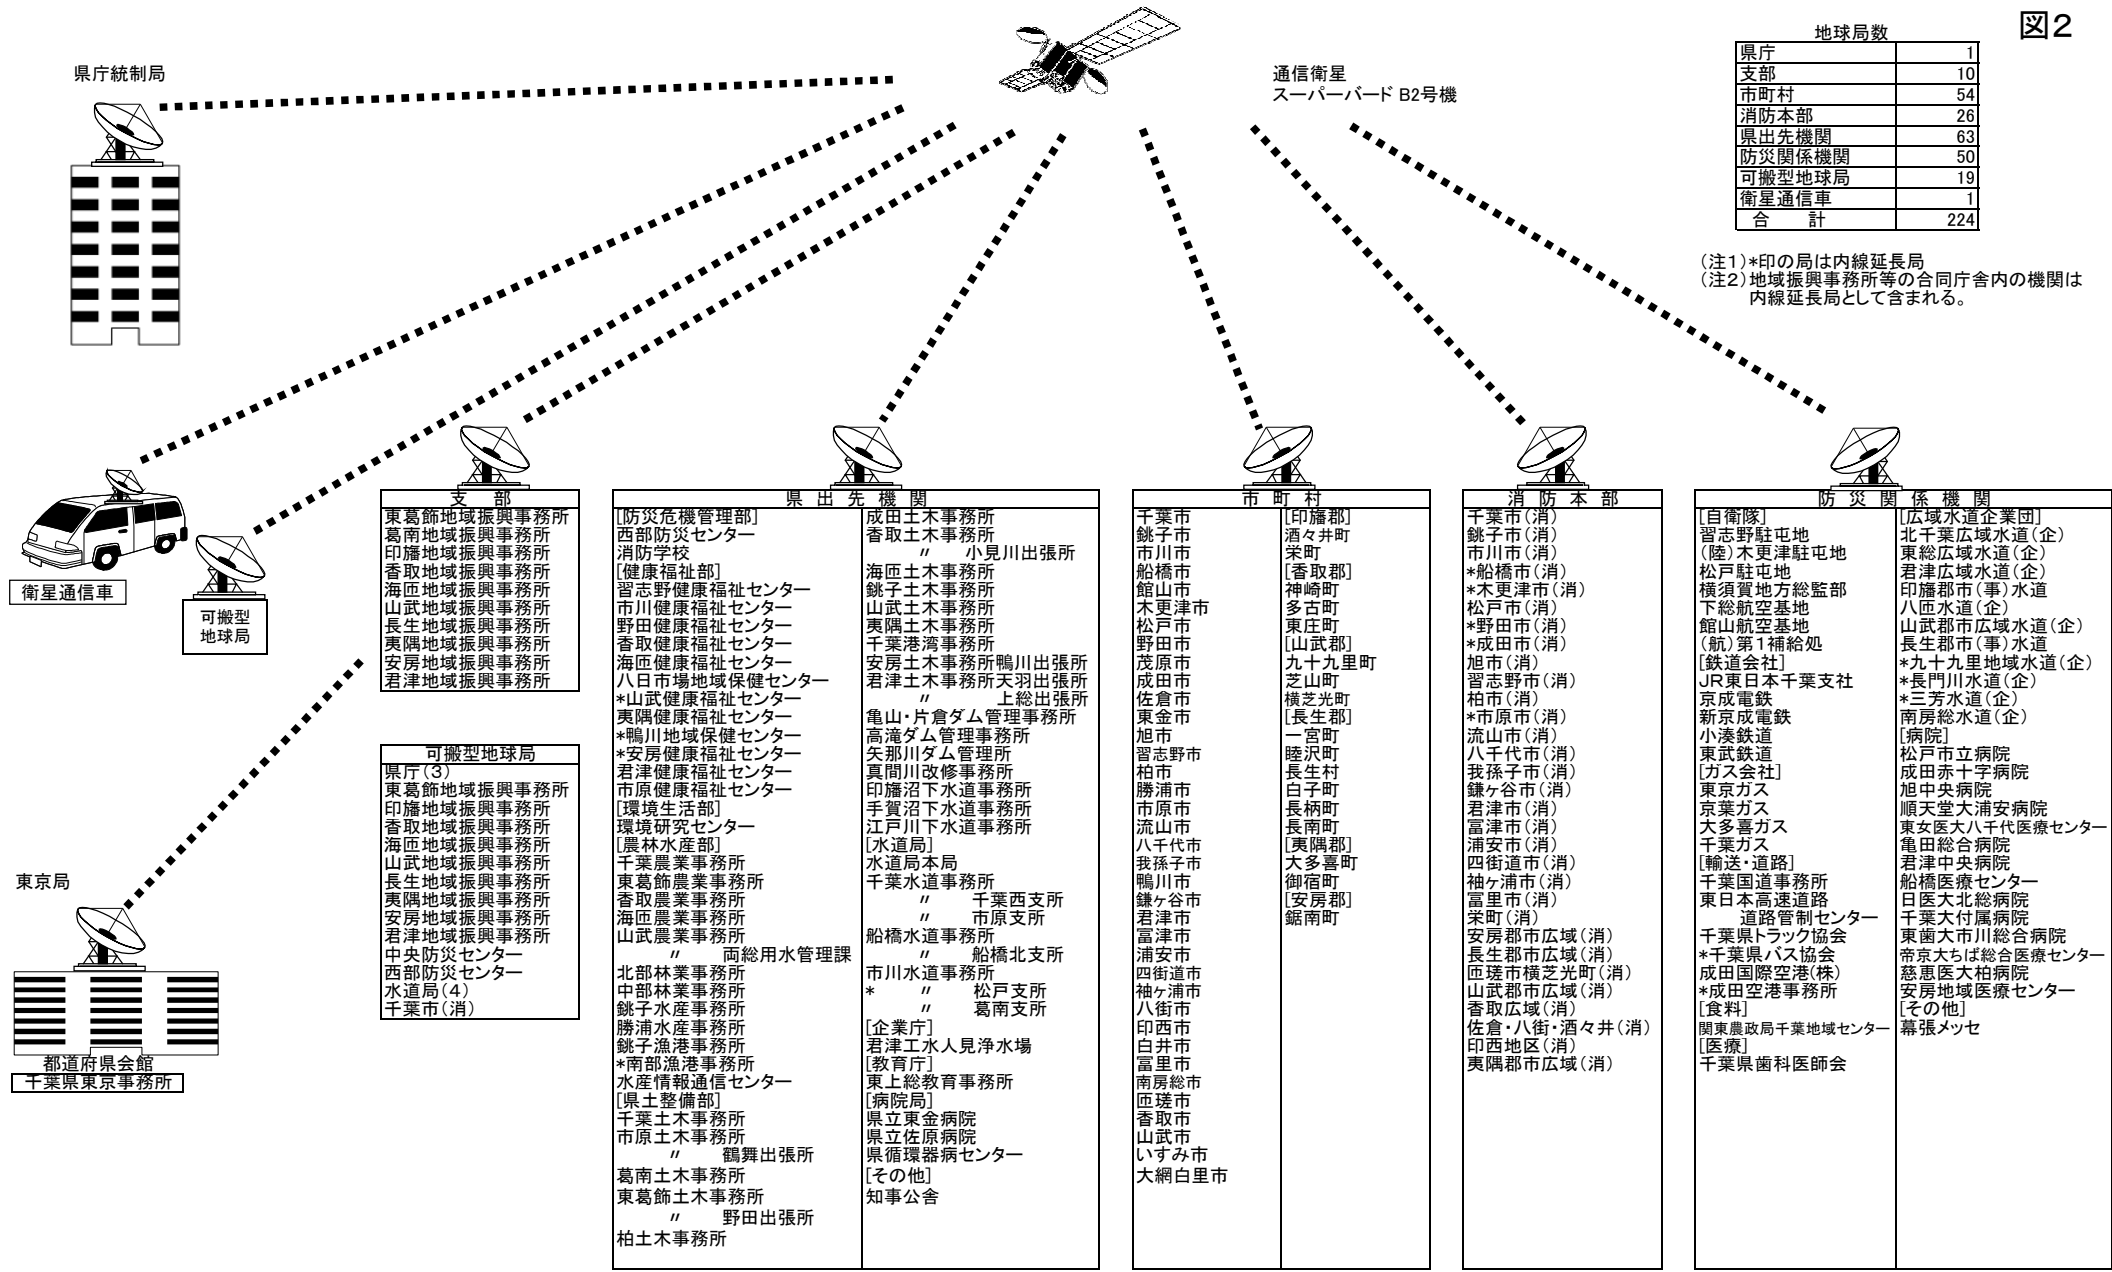 図2
地球局数
県庁 1
支部 10
市町村 54
消防本部 26
県出先機関 63
防災関係機関 50
可搬型地球局 19
衛星通信車 1
合 計 224
(注1)*印の局は内線延長局
(注2)地域振興事務所等の合同庁舎内の機関は
内線延長局として含まれる。
県庁統制局
通信衛星
スーパーバード B2号機
衛星通信車
可搬型
地球局
東京局
都道府県会館
千葉県東京事務所
支 部
東葛飾地域振興事務所
葛南地域振興事務所
印旛地域振興事務所
香取地域振興事務所
海匝地域振興事務所
山武地域振興事務所
長生地域振興事務所
夷隅地域振興事務所
安房地域振興事務所
君津地域振興事務所
可搬型地球局
県庁(3)
東葛飾地域振興事務所
印旛地域振興事務所
香取地域振興事務所
海匝地域振興事務所
山武地域振興事務所
長生地域振興事務所
夷隅地域振興事務所
安房地域振興事務所
君津地域振興事務所
中央防災センター
西部防災センター
水道局(4)
千葉市(消)
県 出 先 機 関
[防災危機管理部]
西部防災センター
消防学校
[健康福祉部]
習志野健康福祉センター
市川健康福祉センター
野田健康福祉センター
香取健康福祉センター
海匝健康福祉センター
八日市場地域保健センター
*山武健康福祉センター
夷隅健康福祉センター
*鴨川地域保健センター
*安房健康福祉センター
君津健康福祉センター
市原健康福祉センター
[環境生活部]
環境研究センター
[農林水産部]
千葉農業事務所
東葛飾農業事務所
香取農業事務所
海匝農業事務所
山武農業事務所
〃 両総用水管理課
北部林業事務所
中部林業事務所
銚子水産事務所
勝浦水産事務所
銚子漁港事務所
*南部漁港事務所
水産情報通信センター
[県土整備部]
千葉土木事務所
市原土木事務所
〃 鶴舞出張所
葛南土木事務所
東葛飾土木事務所
〃 野田出張所
柏土木事務所
成田土木事務所
香取土木事務所
〃 小見川出張所
海匝土木事務所
銚子土木事務所
山武土木事務所
夷隅土木事務所
千葉港湾事務所
安房土木事務所鴨川出張所
君津土木事務所天羽出張所
〃 上総出張所
亀山・片倉ダム管理事務所
高滝ダム管理事務所
矢那川ダム管理所
真間川改修事務所
印旛沼下水道事務所
手賀沼下水道事務所
江戸川下水道事務所
[水道局]
水道局本局
千葉水道事務所
〃 千葉西支所
〃 市原支所
船橋水道事務所
〃 船橋北支所
市川水道事務所
* 〃 松戸支所
〃 葛南支所
[企業庁]
君津工水人見浄水場
[教育庁]
東上総教育事務所
[病院局]
県立東金病院
県立佐原病院
県循環器病センター
[その他]
知事公舎
市 町 村
千葉市
銚子市
市川市
船橋市
館山市
木更津市
松戸市
野田市
茂原市
成田市
佐倉市
東金市
旭市
習志野市
柏市
勝浦市
市原市
流山市
八千代市
我孫子市
鴨川市
鎌ヶ谷市
君津市
富津市
浦安市
四街道市
袖ヶ浦市
八街市
印西市
白井市
富里市
南房総市
匝瑳市
香取市
山武市
いすみ市
大網白里市
[印旛郡]
酒々井町
栄町
[香取郡]
神崎町
多古町
東庄町
[山武郡]
九十九里町
芝山町
横芝光町
[長生郡]
一宮町
睦沢町
長生村
白子町
長柄町
長南町
[夷隅郡]
大多喜町
御宿町
[安房郡]
鋸南町
消 防 本 部
千葉市(消)
銚子市(消)
市川市(消)
*船橋市(消)
*木更津市(消)
松戸市(消)
*野田市(消)
*成田市(消)
旭市(消)
習志野市(消)
柏市(消)
*市原市(消)
流山市(消)
八千代市(消)
我孫子市(消)
鎌ヶ谷市(消)
君津市(消)
富津市(消)
浦安市(消)
四街道市(消)
袖ヶ浦市(消)
富里市(消)
栄町(消)
安房郡市広域(消)
長生郡市広域(消)
匝瑳市横芝光町(消)
山武郡市広域(消)
香取広域(消)
佐倉・八街・酒々井(消)
印西地区(消)
夷隅郡市広域(消)
防 災 関 係 機 関
[自衛隊]
習志野駐屯地
(陸)木更津駐屯地
松戸駐屯地
横須賀地方総監部
下総航空基地
館山航空基地
(航)第1補給処
[鉄道会社]
JR東日本千葉支社
京成電鉄
新京成電鉄
小湊鉄道
東武鉄道
[ガス会社]
東京ガス
京葉ガス
大多喜ガス
千葉ガス
[輸送・道路]
千葉国道事務所
東日本高速道路
道路管制センター
千葉県トラック協会
*千葉県バス協会
成田国際空港(株)
*成田空港事務所
[食料]
関東農政局千葉地域センター
[医療]
千葉県歯科医師会
[広域水道企業団]
北千葉広域水道(企)
東総広域水道(企)
君津広域水道(企)
印旛郡市(事)水道
八匝水道(企)
山武郡市広域水道(企)
長生郡市(事)水道
*九十九里地域水道(企)
*長門川水道(企)
*三芳水道(企)
南房総水道(企)
[病院]
松戸市立病院
成田赤十字病院
旭中央病院
順天堂大浦安病院
東女医大八千代医療センター
亀田総合病院
君津中央病院
船橋医療センター
日医大北総病院
千葉大付属病院
東歯大市川総合病院
帝京大ちば総合医療センター
慈恵医大柏病院
安房地域医療センター
[その他]
幕張メッセ